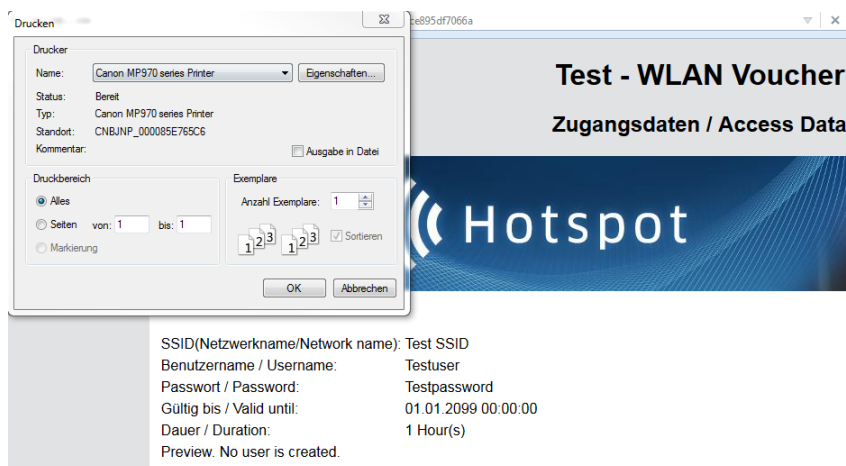 Drucken
ce895df7066a
Drucker
Name: Canon MP970 series Printer Eigenschaften...
Status: Bereit
Typ: Canon MP970 series Printer
Standort: CNBJNP_000085E765C6
Kommentar: Ausgabe in Datei
Druckbereich
Alles
Seiten von: 1 bis: 1
Markierung
Exemplare
Anzahl Exemplare: 1
1 2 3 1 2 3 Sortieren
OK Abbrechen
Test - WLAN Voucher
Zugangsdaten / Access Data
Hotspot
SSID(Netzwerkname/Network name): Test SSID
Benutzername / Username: Testuser
Passwort / Password: Testpassword
Gültig bis / Valid until: 01.01.2099 00:00:00
Dauer / Duration: 1 Hour(s)
Preview. No user is created.